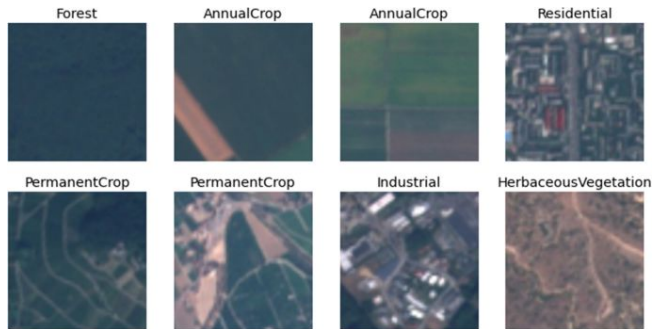 Forest AnnualCrop AnnualCrop Residential
PermanentCrop PermanentCrop Industrial HerbaceousVegetation